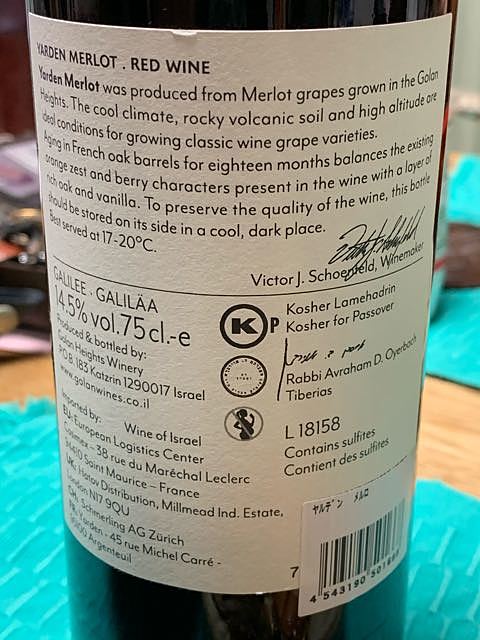 YARDEN MERLOT . RED WINE
Yarden Merlot was produced from Merlot grapes grown in the Golan
Heights. The cool climate, rocky volcanic soil and high altitude are
ideal conditions for growing classic wine grape varieties.
Aging in French oak barrels for eighteen months balances the existing
orange zest and berry characters present in the wine with a layer of
rich oak and vanilla. To preserve the quality of the wine, this bottle
should be stored on its side in a cool, dark place.
Best served at 17-20°C.
Victor J. Schoenfeld, Winemaker
GALILEE . GALILÄA
14.5% vol. 75 cl.-e
Produced & bottled by:
Golan Heights Winery
P.O.B. 183 Katzrin 1290017 Israel
www.golanwines.co.il
K P
Kosher Lamehadrin
Kosher for Passover
Rabbi Avraham D. Oyerbach
Tiberias
L 18158
Contains sulfites
Contient des sulfites
Imported by: Wine of Israel
EU: European Logistics Center
Colimex – 38 rue du Maréchal Leclerc
94410 Saint Maurice – France
UK: Hatov Distribution, Millmead Ind. Estate,
London N17 9QU
CH: Schmerling AG Zürich
FR: Yarden - 45 rue Michel Carré -
95100 Argenteuil
7
ヤルデン メルロ
4 543190 501